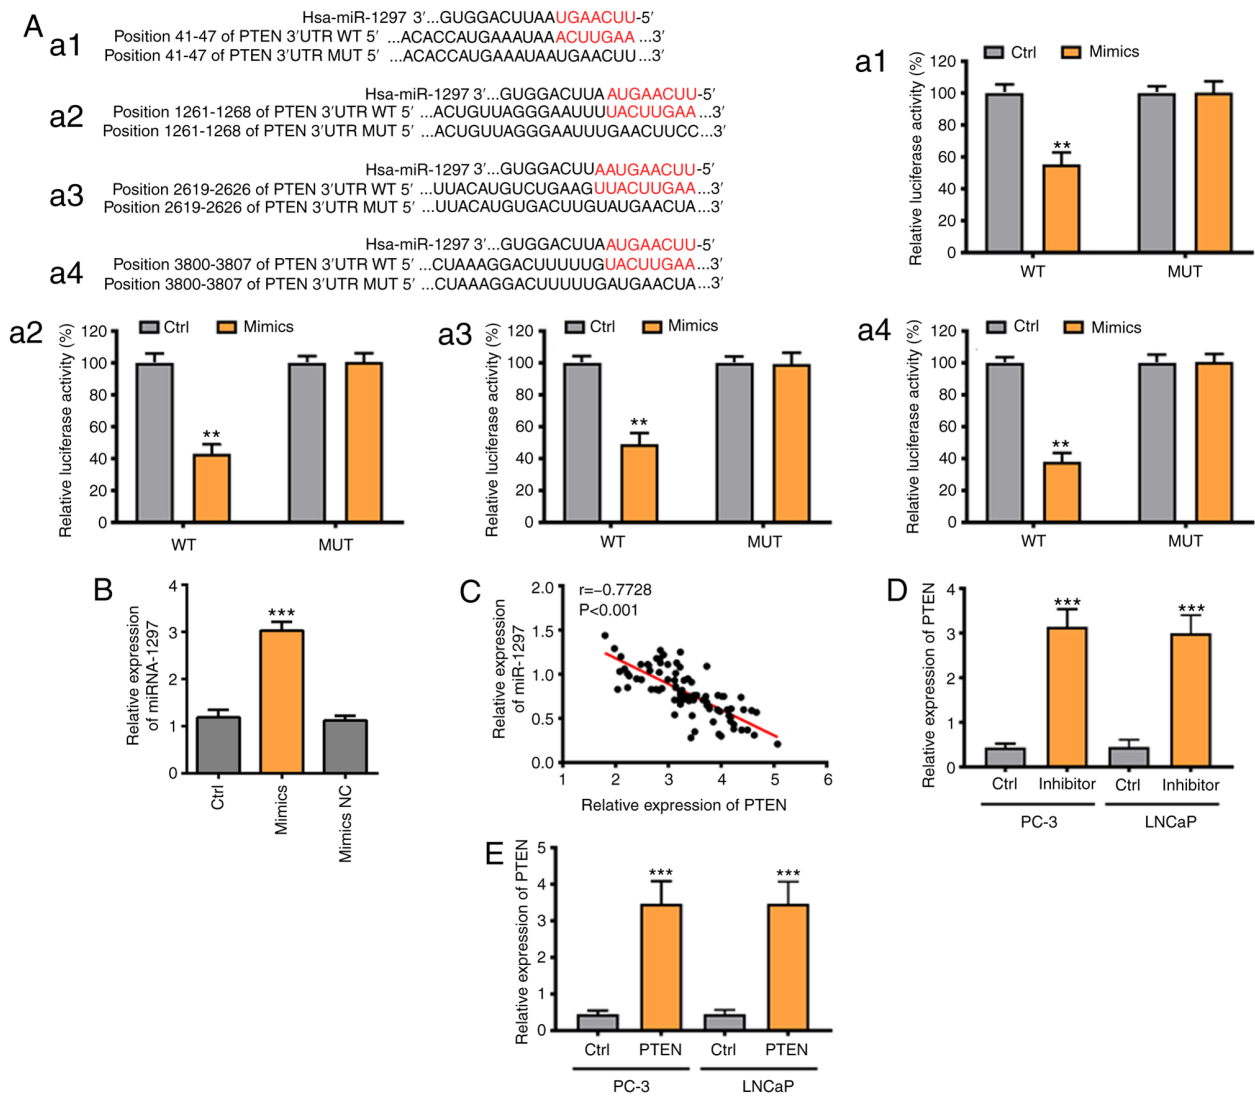 A
a1
Hsa-miR-1297 3′...GUGGACUUAAUGAACUU-5′
Position 41-47 of PTEN 3′UTR WT 5′ ...ACACCAUGAAAUAAACUUGAA ...3′
Position 41-47 of PTEN 3′UTR MUT 5′ ...ACACCAUGAAAUAAUGAACUU ...3′
a2
Hsa-miR-1297 3′...GUGGACUUA AUGAACUU-5′
Position 1261-1268 of PTEN 3′UTR WT 5′ ...ACUGUUAGGGAAUUUUACUUGAA ...3′
Position 1261-1268 of PTEN 3′UTR MUT 5′ ...ACUGUUAGGGAAUUUGAACUUCC ...3′
a3
Hsa-miR-1297 3′...GUGGACUUAAUGAACUU-5′
Position 2619-2626 of PTEN 3′UTR WT 5′ ...UUACAUGUCUGAAGUUACUUGAA...3′
Position 2619-2626 of PTEN 3′UTR MUT 5′ ...UUACAUGUGACUUGUAUGAACUA...3′
a4
Hsa-miR-1297 3′...GUGGACUUAAUGAACUU-5′
Position 3800-3807 of PTEN 3′UTR WT 5′ ...CUAAAGGACUUUUUGUACUUGAA...3′
Position 3800-3807 of PTEN 3′UTR MUT 5′ ...CUAAAGGACUUUUUGAUGAACUA...3′
a1
Ctrl Mimics
Relative luciferase activity (%)
120
100
80
60
40
20
0
**
WT MUT
a2
Ctrl Mimics
Relative luciferase activity (%)
120
100
80
60
40
20
0
**
WT MUT
a3
Ctrl Mimics
Relative luciferase activity (%)
120
100
80
60
40
20
0
**
WT MUT
a4
Ctrl Mimics
Relative luciferase activity (%)
120
100
80
60
40
20
0
**
WT MUT
B
Relative expression
of miRNA-1297
4
3
2
1
0
***
Ctrl
Mimics
Mimics NC
C
Relative expression
of miR-1297
2.0
1.5
1.0
0.5
0.0
r=−0.7728
P<0.001
1 2 3 4 5 6
Relative expression of PTEN
D
Relative expression of PTEN
4
3
2
1
0
*** ***
Ctrl Inhibitor Ctrl Inhibitor
PC-3 LNCaP
E
Relative expression of PTEN
5
4
3
2
1
0
*** ***
Ctrl PTEN Ctrl PTEN
PC-3 LNCaP